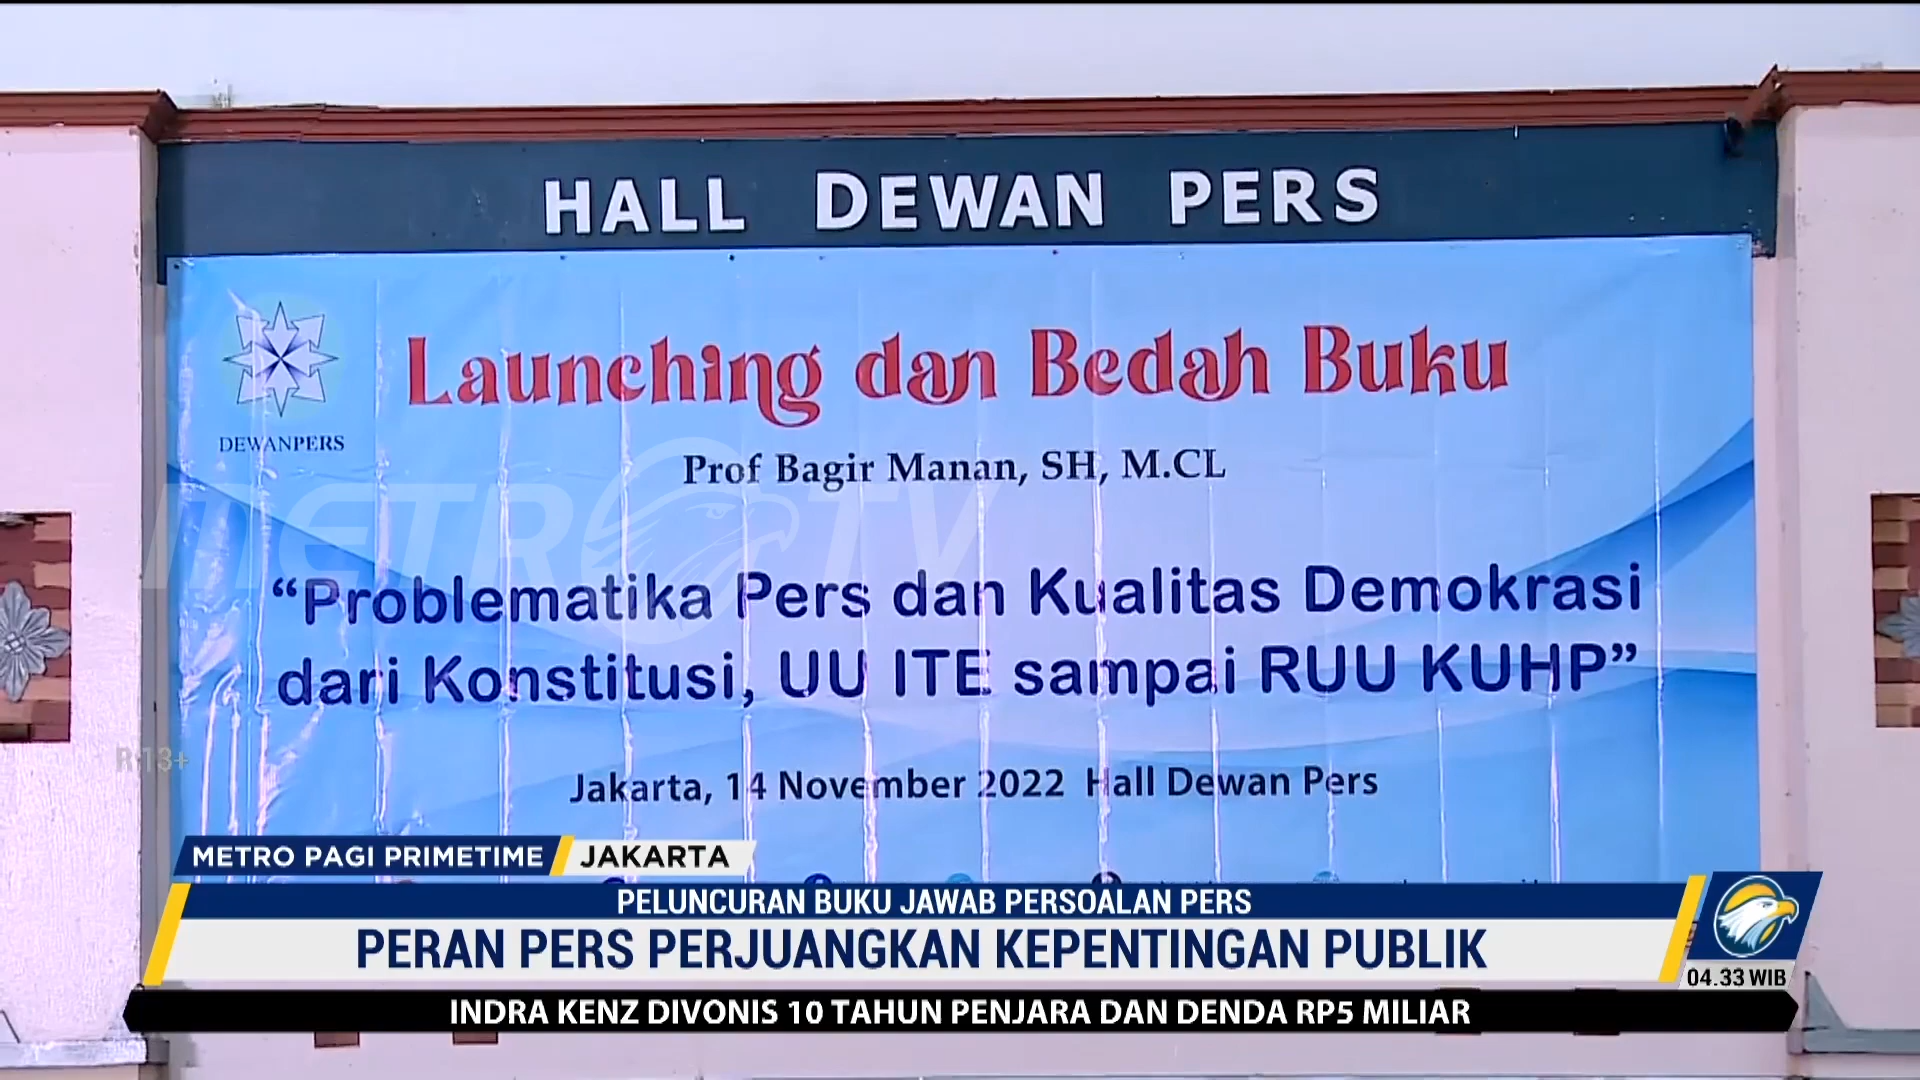 HALL DEWAN PERS
Launching dan Bedah Buku
DEWANPERS
Prof Bagir Manan, SH, M.CL
METRO TV
“Problematika Pers dan Kualitas Demokrasi
dari Konstitusi, UU ITE sampai RUU KUHP”
R 13+
Jakarta, 14 November 2022 Hall Dewan Pers
METRO PAGI PRIMETIME JAKARTA
PELUNCURAN BUKU JAWAB PERSOALAN PERS
PERAN PERS PERJUANGKAN KEPENTINGAN PUBLIK
04.33 WIB
INDRA KENZ DIVONIS 10 TAHUN PENJARA DAN DENDA RP5 MILIAR